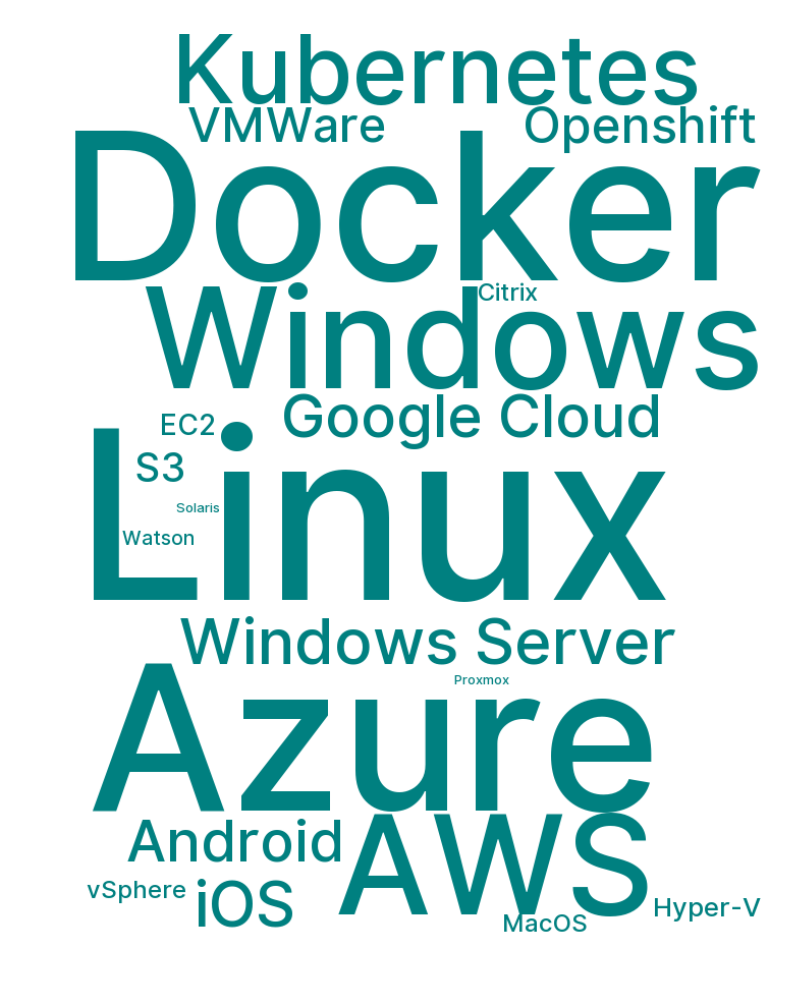 Kubernetes
VMWare Openshift
Docker
Citrix
Windows
Google Cloud
EC2
S3
Linux
Solaris
Watson
Windows Server
Proxmox
Azure
Android
AWS
vSphere
iOS
Hyper-V
MacOS